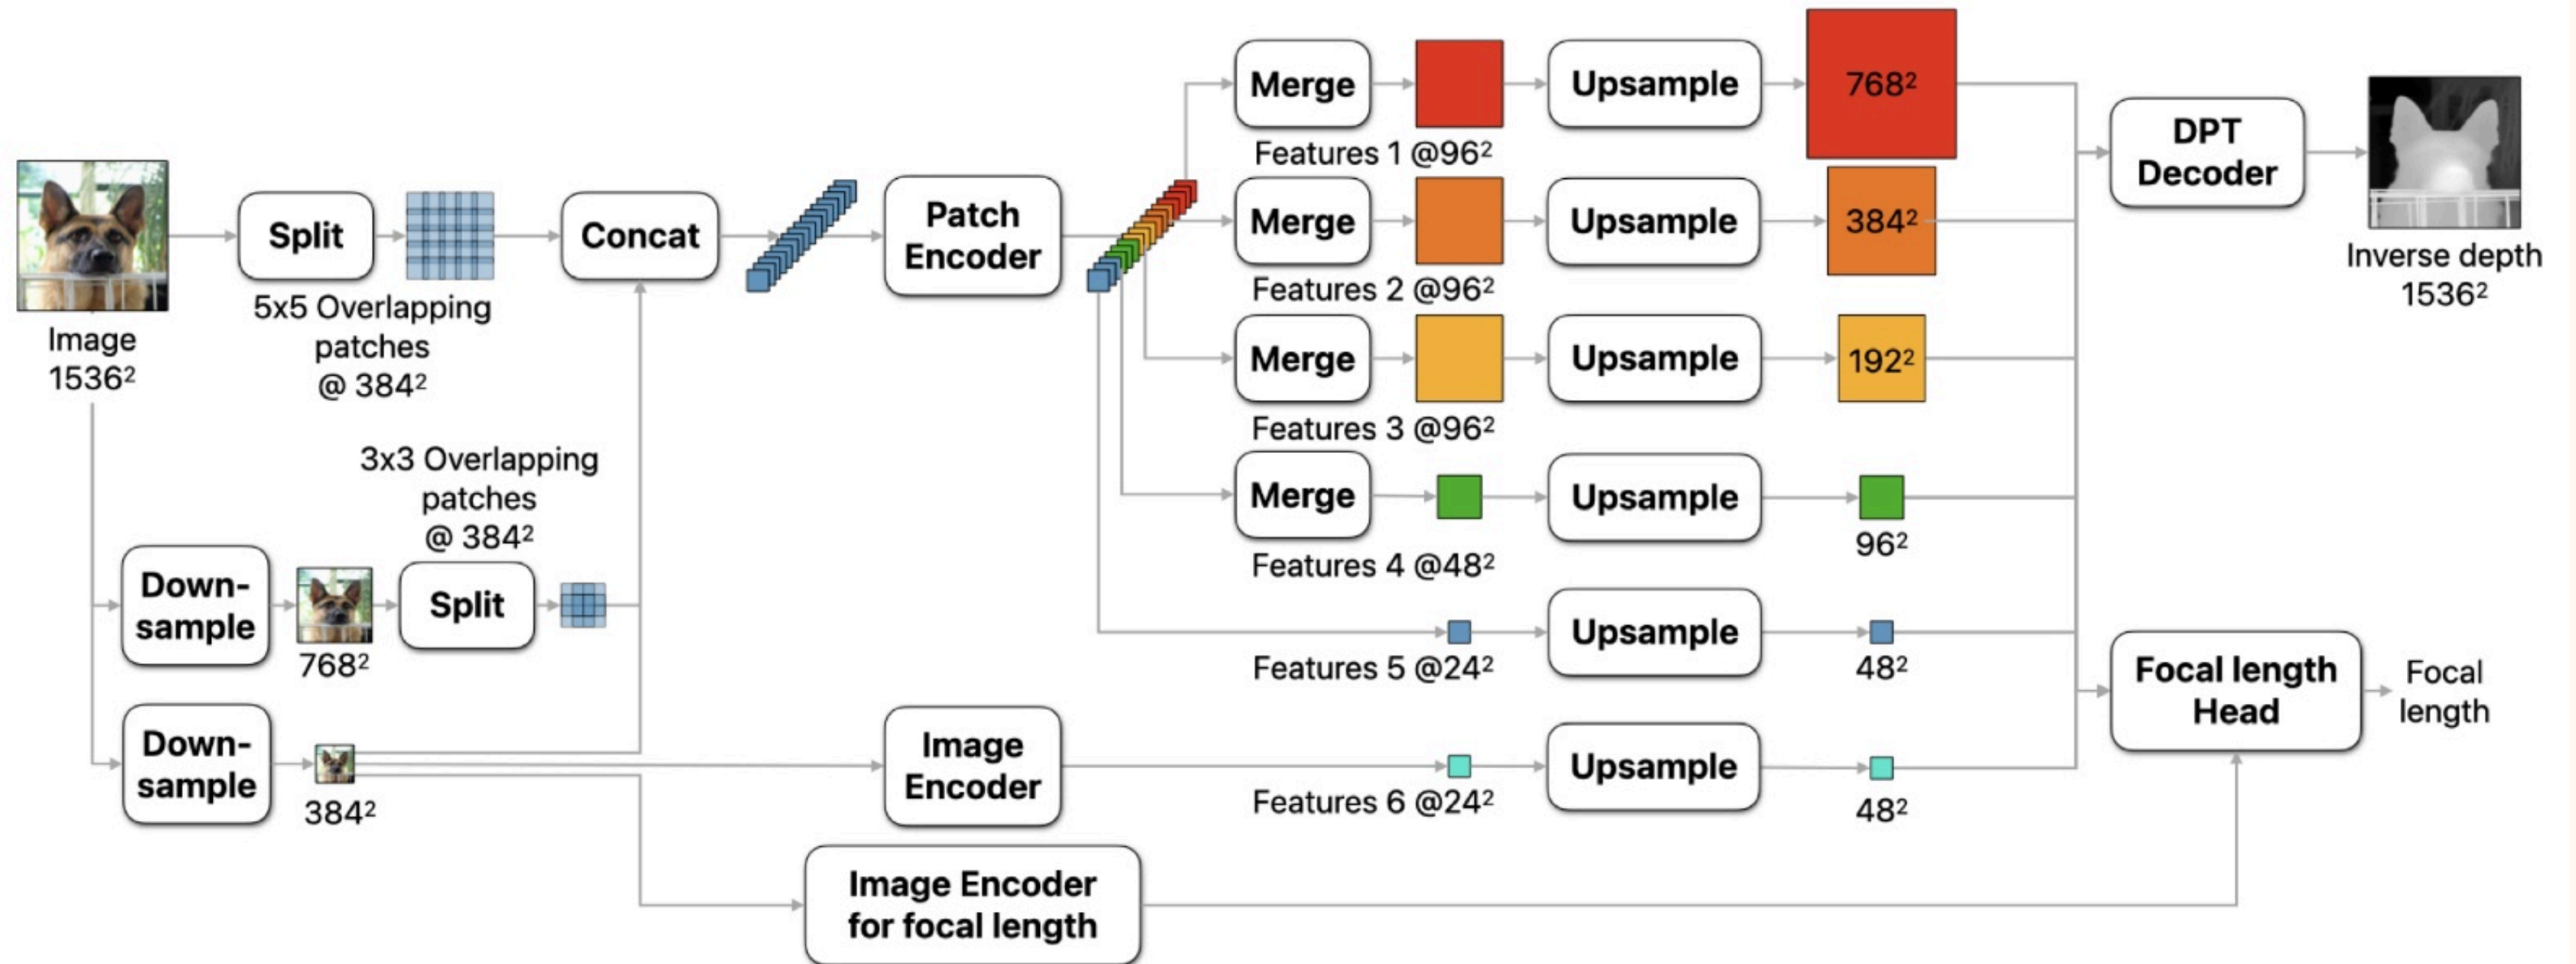 Image
1536²
Split
5x5 Overlapping
patches
@ 384²
Concat
Patch
Encoder
3x3 Overlapping
patches
@ 384²
Down-
sample
768²
Split
Down-
sample
384²
Image
Encoder
Image Encoder
for focal length
Merge
Features 1 @96²
Upsample
768²
Merge
Features 2 @96²
Upsample
384²
Merge
Features 3 @96²
Upsample
192²
Merge
Features 4 @48²
Upsample
96²
Features 5 @24²
Upsample
48²
Features 6 @24²
Upsample
48²
DPT
Decoder
Inverse depth
1536²
Focal length
Head
Focal
length